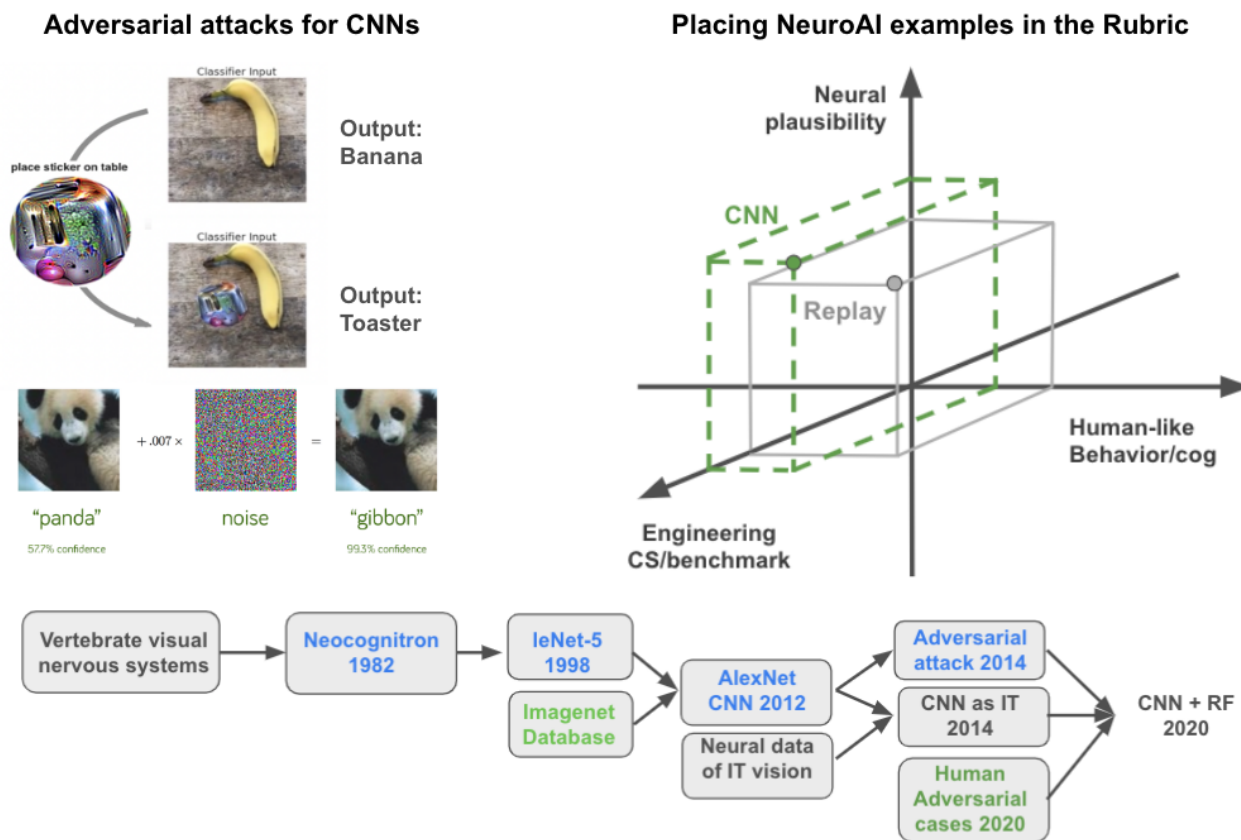 Adversarial attacks for CNNs
Classifier Input
Output:
Banana
place sticker on table
Classifier Input
Output:
Toaster
+ .007 ×
=
"panda"
noise
"gibbon"
57.7% confidence
99.3% confidence
Placing NeuroAI examples in the Rubric
Neural
plausibility
CNN
Replay
Human-like
Behavior/cog
Engineering
CS/benchmark
Vertebrate visual
nervous systems
Neocognitron
1982
leNet-5
1998
Imagenet
Database
AlexNet
CNN 2012
Neural data
of IT vision
Adversarial
attack 2014
CNN as IT
2014
Human
Adversarial
cases 2020
CNN + RF
2020